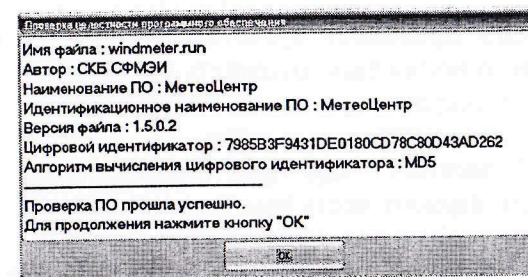 Проверка целостности программного обеспечения
Имя файла : windmeter.run
Автор : СКБ СФМЭИ
Наименование ПО : МетеоЦентр
Идентификационное наименование ПО : МетеоЦентр
Версия файла : 1.5.0.2
Цифровой идентификатор : 7985B3F9431DE0180CD78C80D43AD262
Алгоритм вычисления цифрового идентификатора : MD5
Проверка ПО прошла успешно.
Для продолжения нажмите кнопку "OK"
OK